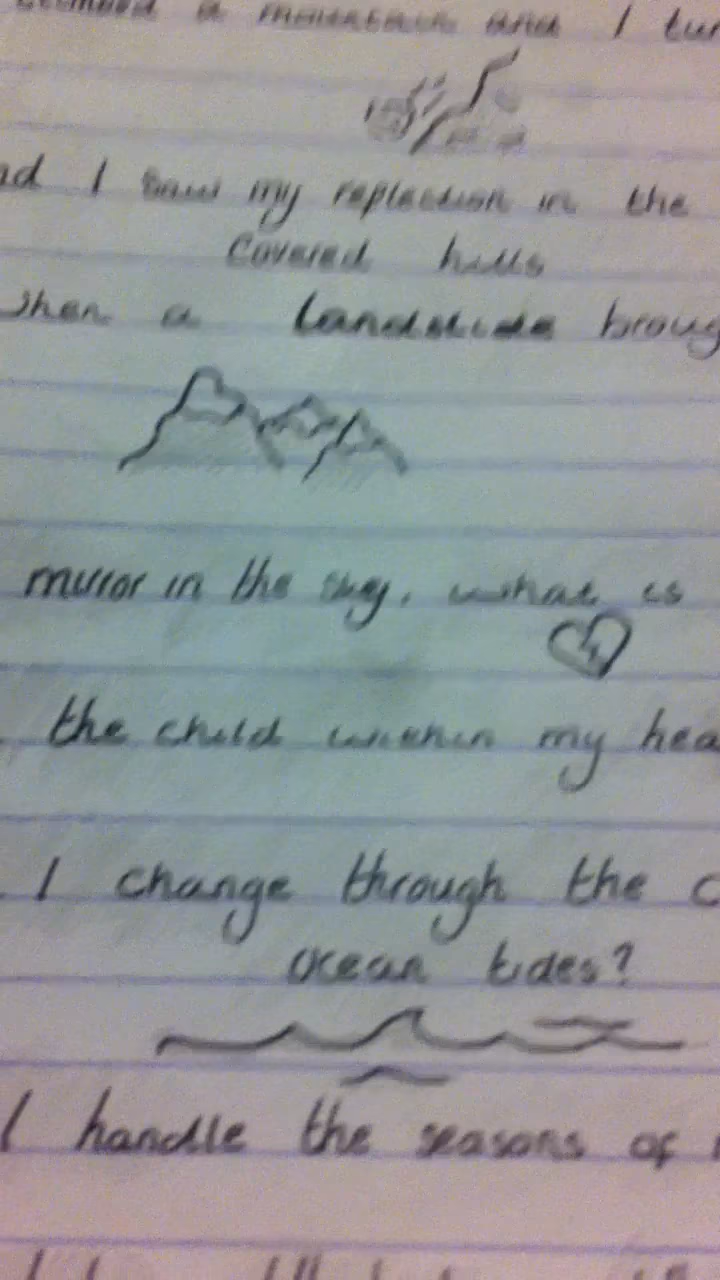 climbed a mountain and I tur
nd I saw my reflection in the
Covered hills
when a landslide broug
mirror in the sky, what is
the child within my hea
I change through the c
ocean tides?
I handle the seasons of